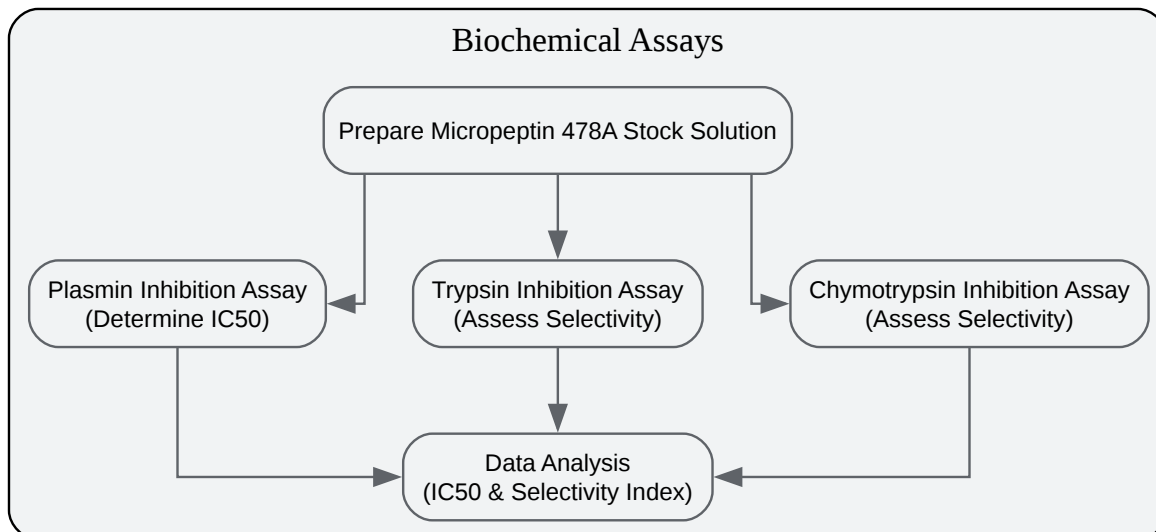 Biochemical Assays
Prepare Micropeptin 478A Stock Solution
Plasmin Inhibition Assay
(Determine IC50)
Trypsin Inhibition Assay
(Assess Selectivity)
Chymotrypsin Inhibition Assay
(Assess Selectivity)
Data Analysis
(IC50 & Selectivity Index)